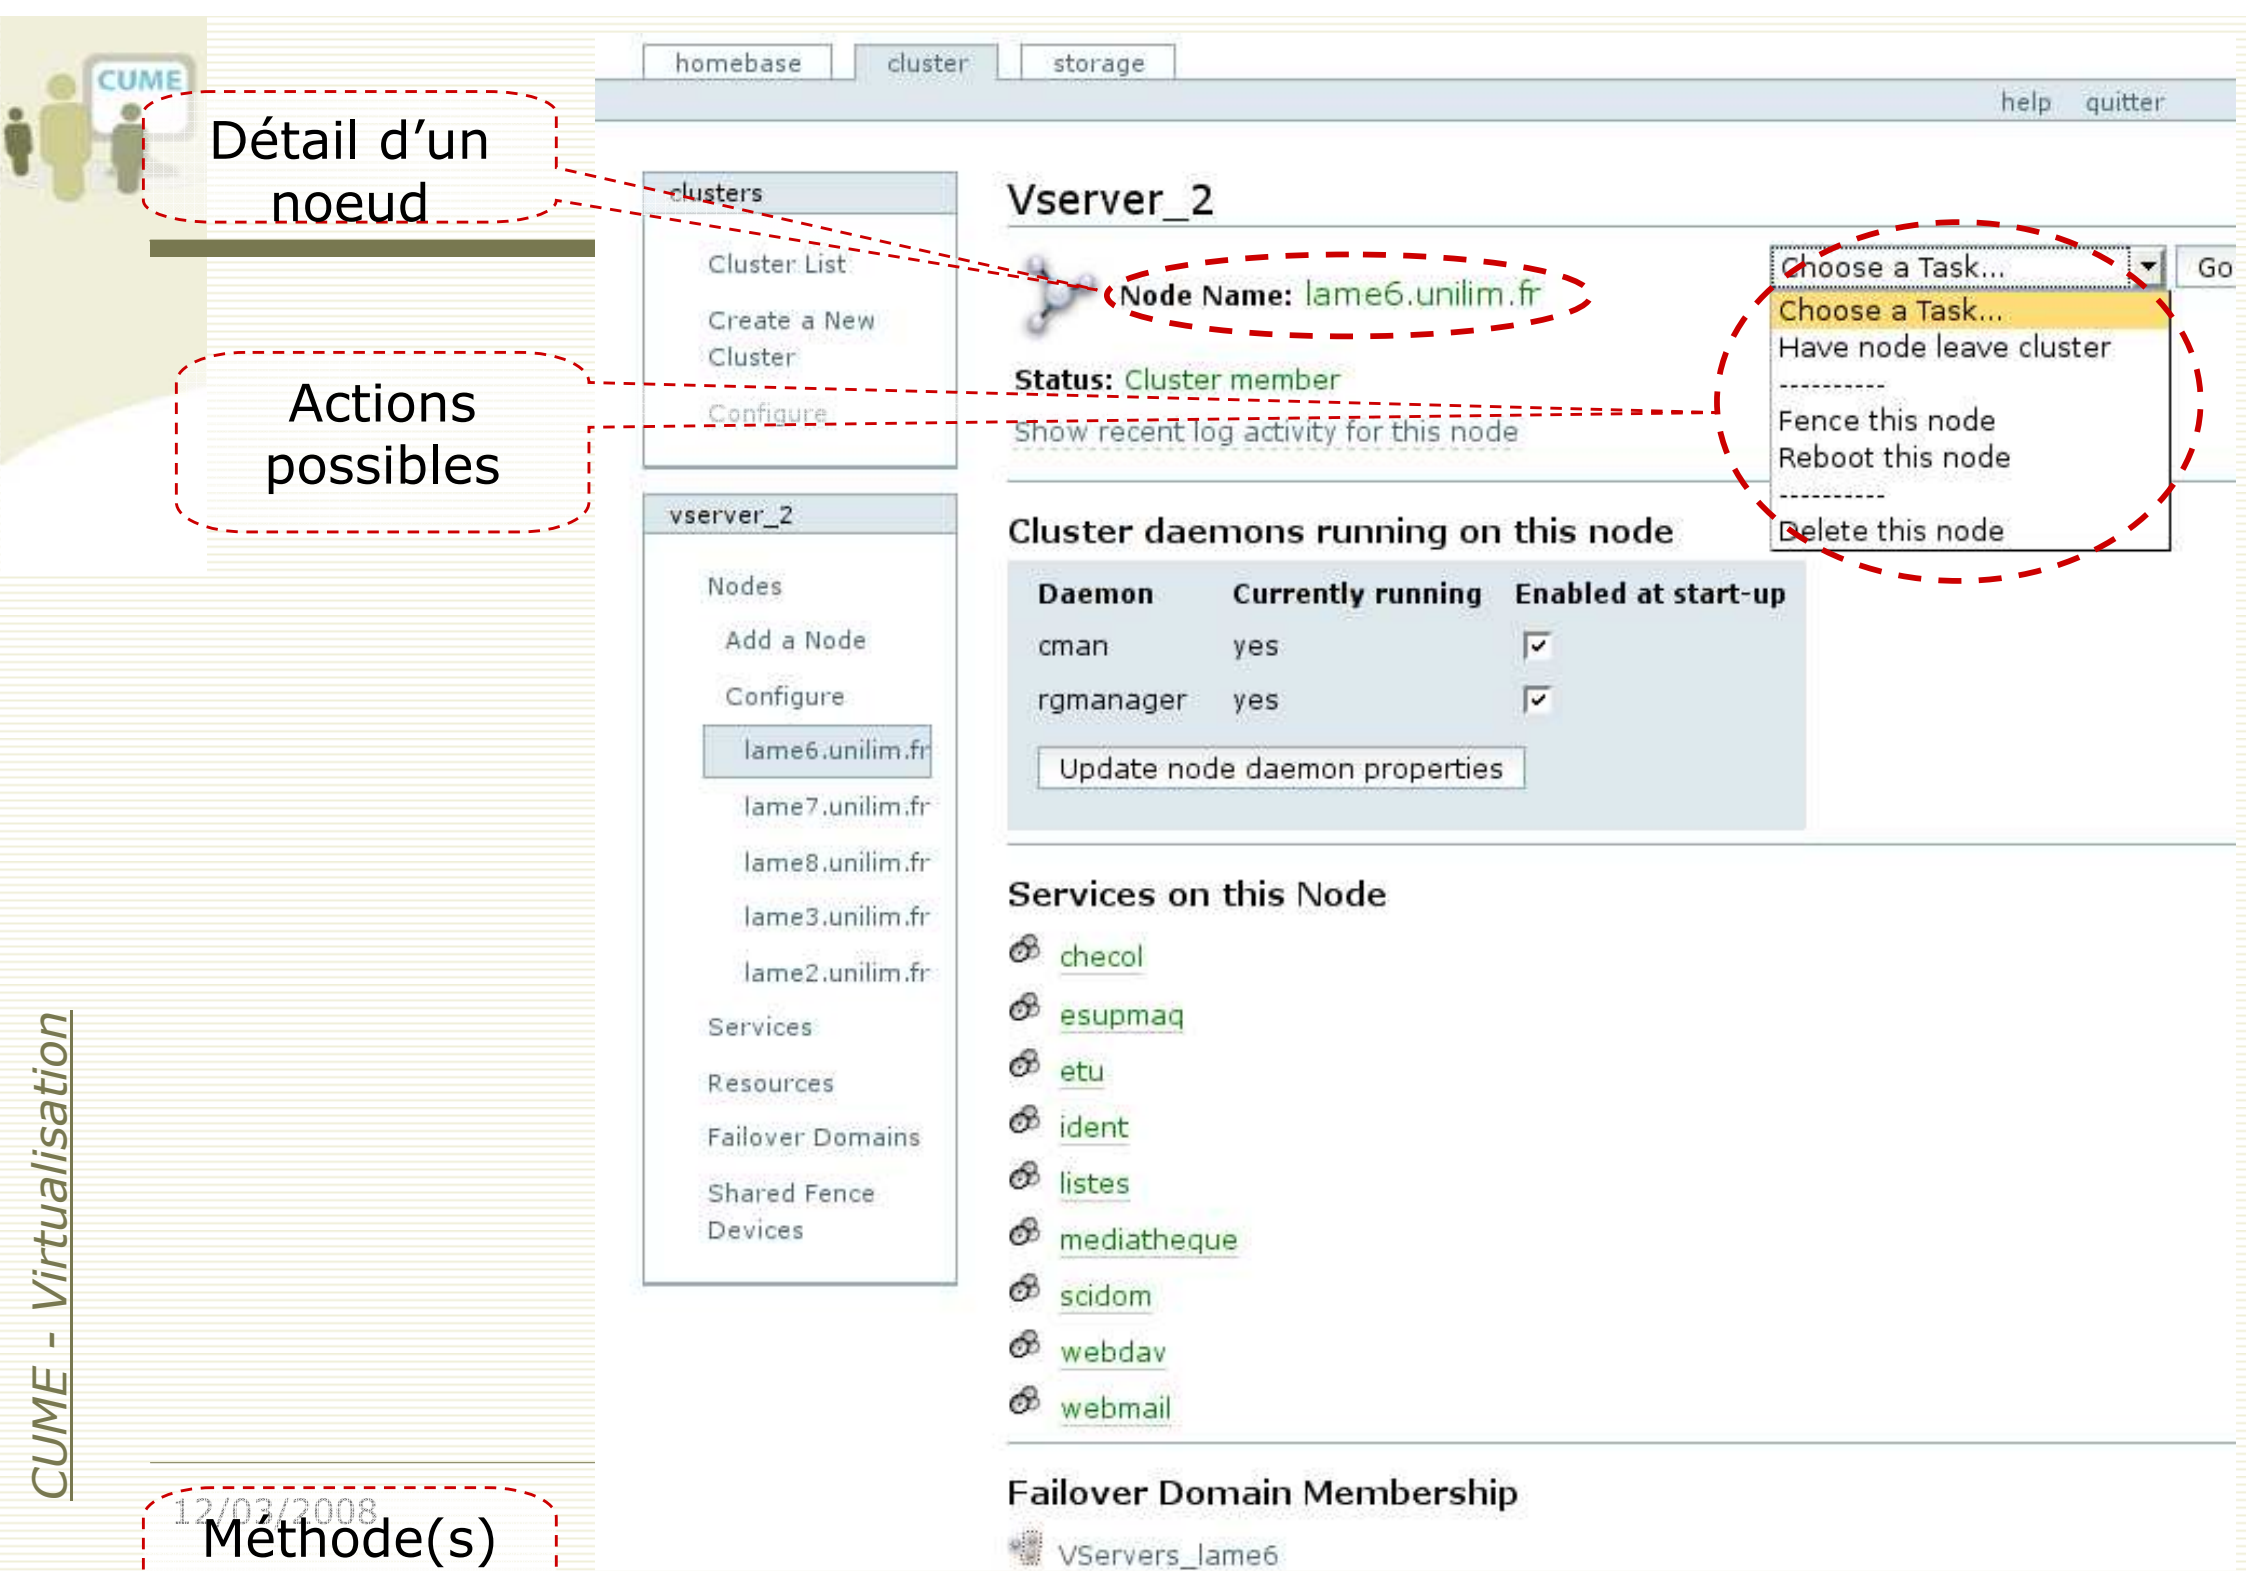 CUME
Détail d’un
noeud
Actions
possibles
CUME - Virtualisation
12/03/2008
Méthode(s)
homebase
cluster
storage
help quitter
clusters
Cluster List
Create a New
Cluster
Configure
vserver_2
Nodes
Add a Node
Configure
lame6.unilim.fr
lame7.unilim.fr
lame8.unilim.fr
lame3.unilim.fr
lame2.unilim.fr
Services
Resources
Failover Domains
Shared Fence
Devices
Vserver_2
Node Name: lame6.unilim.fr
Status: Cluster member
Show recent log activity for this node
Choose a Task...
Go
Choose a Task...
Have node leave cluster
----------
Fence this node
Reboot this node
----------
Delete this node
Cluster daemons running on this node
Daemon Currently running Enabled at start-up
cman yes
rgmanager yes
Update node daemon properties
Services on this Node
checol
esupmaq
etu
ident
listes
mediatheque
scidom
webdav
webmail
Failover Domain Membership
VServers_lame6